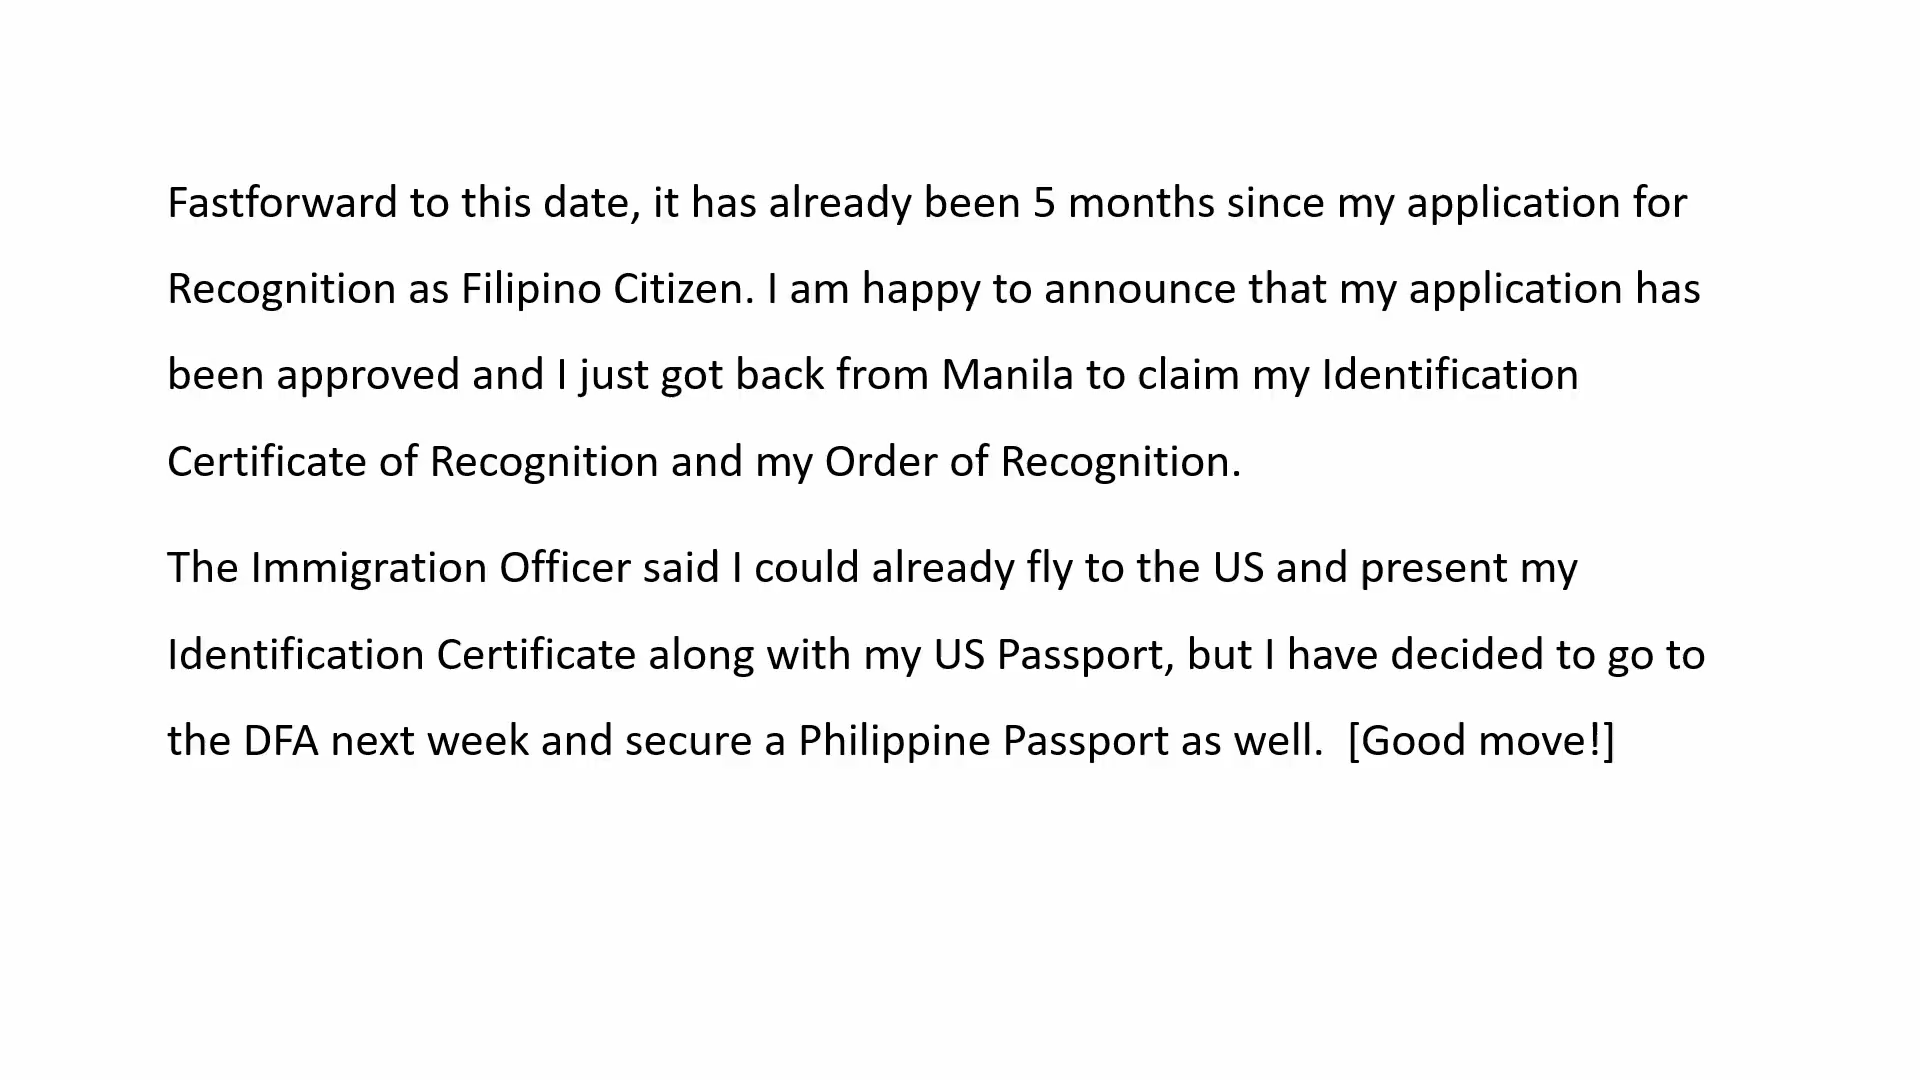 Fastforward to this date, it has already been 5 months since my application for
Recognition as Filipino Citizen. I am happy to announce that my application has
been approved and I just got back from Manila to claim my Identification
Certificate of Recognition and my Order of Recognition.
The Immigration Officer said I could already fly to the US and present my
Identification Certificate along with my US Passport, but I have decided to go to
the DFA next week and secure a Philippine Passport as well.  [Good move!]